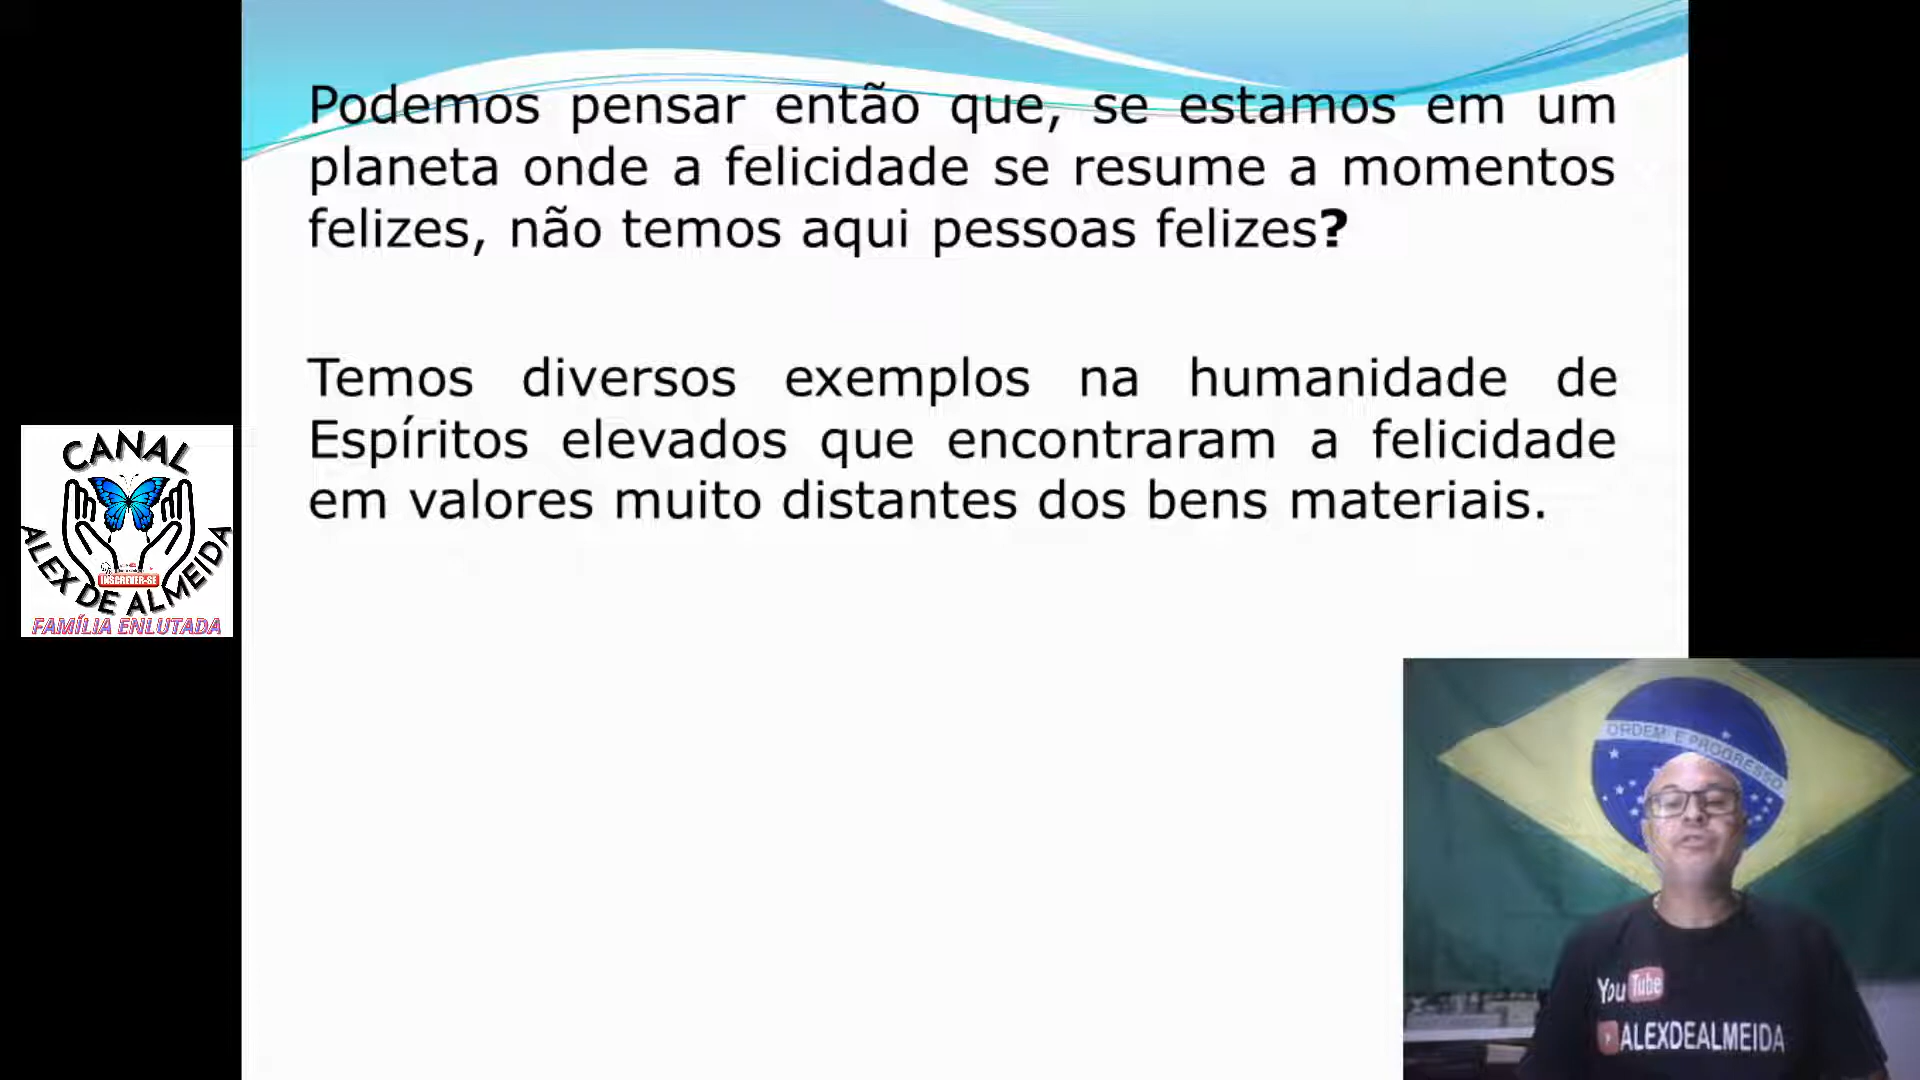 Podemos pensar então que, se estamos em um
planeta onde a felicidade se resume a momentos
felizes, não temos aqui pessoas felizes?
Temos diversos exemplos na humanidade de
Espíritos elevados que encontraram a felicidade
em valores muito distantes dos bens materiais.
CANAL
INSCREVER-SE
ALEX DE ALMEIDA
FAMÍLIA ENLUTADA
ORDEM E PROGRESSO
You Tube
ALEXDEALMEIDA